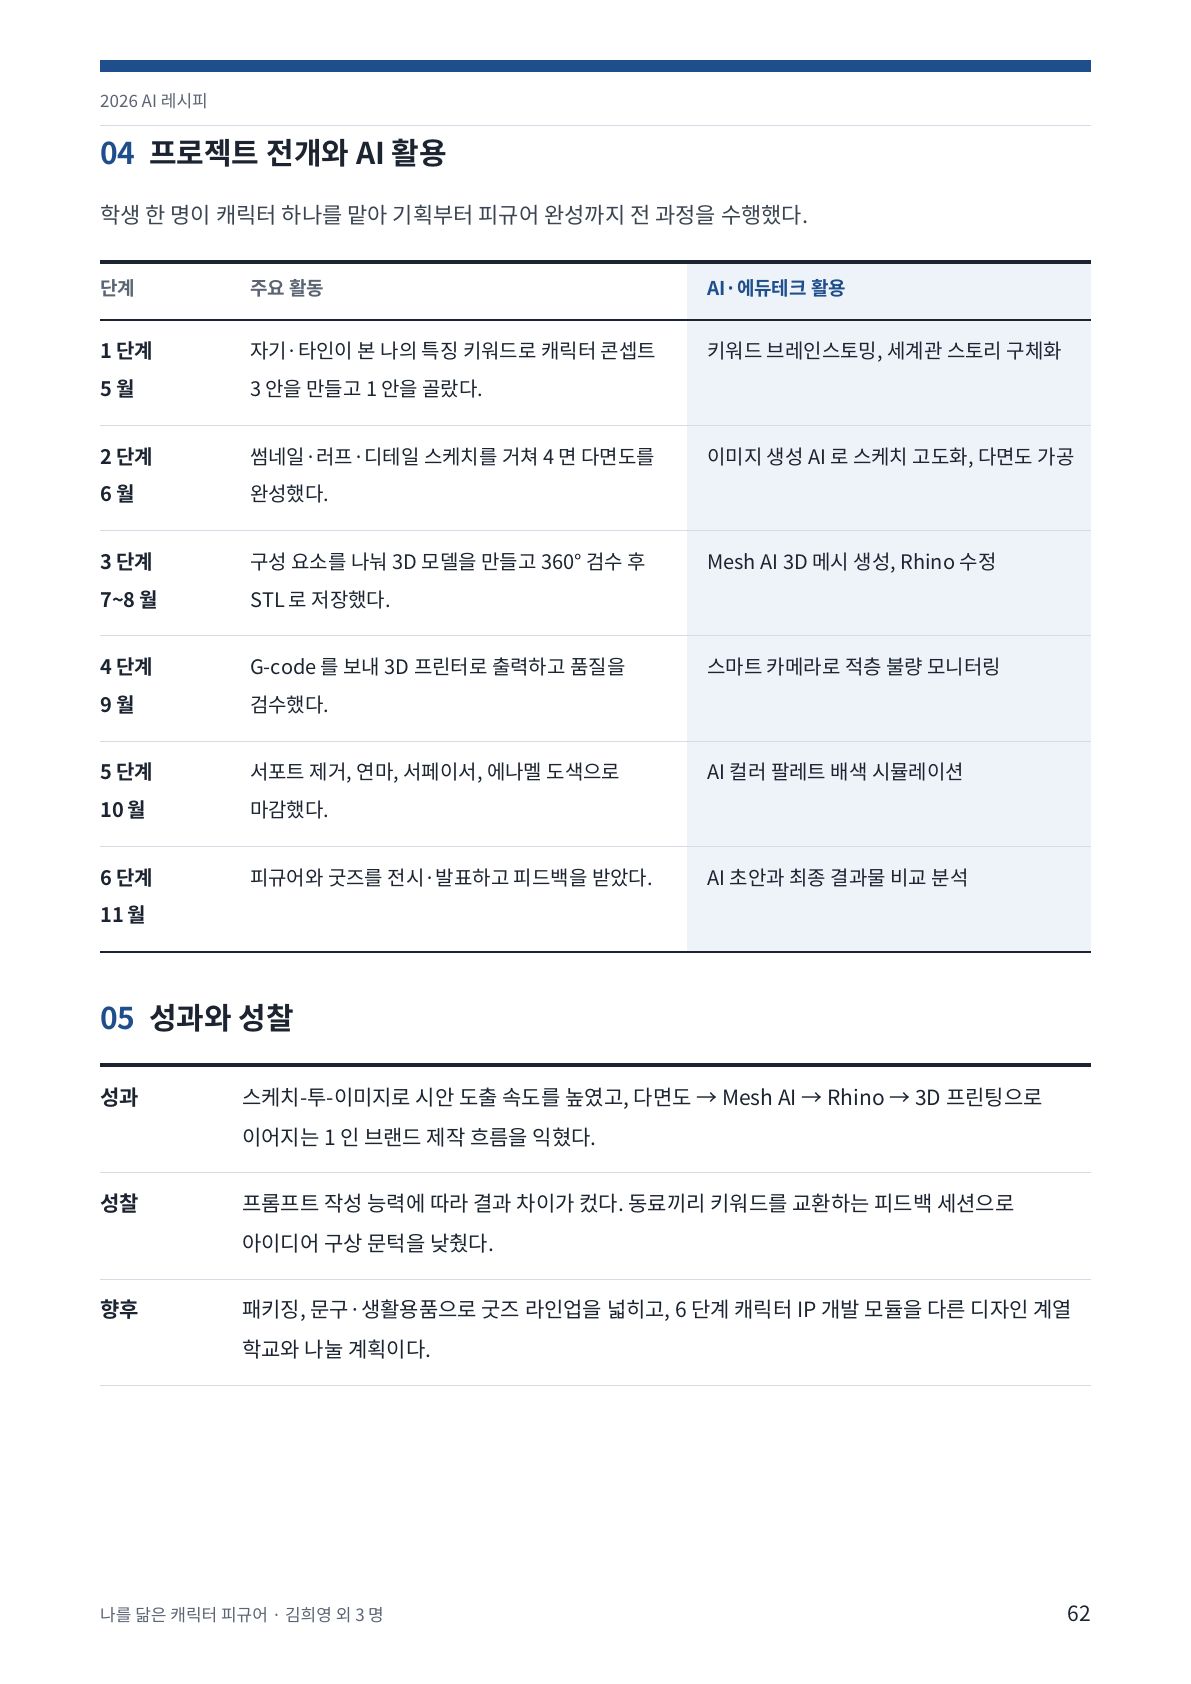 2026 AI 레시피
04 프로젝트 전개와 AI 활용
학생 한 명이 캐릭터 하나를 맡아 기획부터 피규어 완성까지 전 과정을 수행했다.
단계 주요 활동 AI·에듀테크 활용
1 단계 자기·타인이 본 나의 특징 키워드로 캐릭터 콘셉트 키워드 브레인스토밍, 세계관 스토리 구체화
5 월 3 안을 만들고 1 안을 골랐다.
2 단계 썸네일·러프·디테일 스케치를 거쳐 4 면 다면도를 이미지 생성 AI 로 스케치 고도화, 다면도 가공
6 월 완성했다.
3 단계 구성 요소를 나눠 3D 모델을 만들고 360° 검수 후 Mesh AI 3D 메시 생성, Rhino 수정
7~8 월 STL 로 저장했다.
4 단계 G-code 를 보내 3D 프린터로 출력하고 품질을 스마트 카메라로 적층 불량 모니터링
9 월 검수했다.
5 단계 서포트 제거, 연마, 서페이서, 에나멜 도색으로 AI 컬러 팔레트 배색 시뮬레이션
10 월 마감했다.
6 단계 피규어와 굿즈를 전시·발표하고 피드백을 받았다. AI 초안과 최종 결과물 비교 분석
11 월
05 성과와 성찰
성과 스케치-투-이미지로 시안 도출 속도를 높였고, 다면도 → Mesh AI → Rhino → 3D 프린팅으로
이어지는 1 인 브랜드 제작 흐름을 익혔다.
성찰 프롬프트 작성 능력에 따라 결과 차이가 컸다. 동료끼리 키워드를 교환하는 피드백 세션으로
아이디어 구상 문턱을 낮췄다.
향후 패키징, 문구·생활용품으로 굿즈 라인업을 넓히고, 6 단계 캐릭터 IP 개발 모듈을 다른 디자인 계열
학교와 나눌 계획이다.
나를 닮은 캐릭터 피규어 · 김희영 외 3 명 62